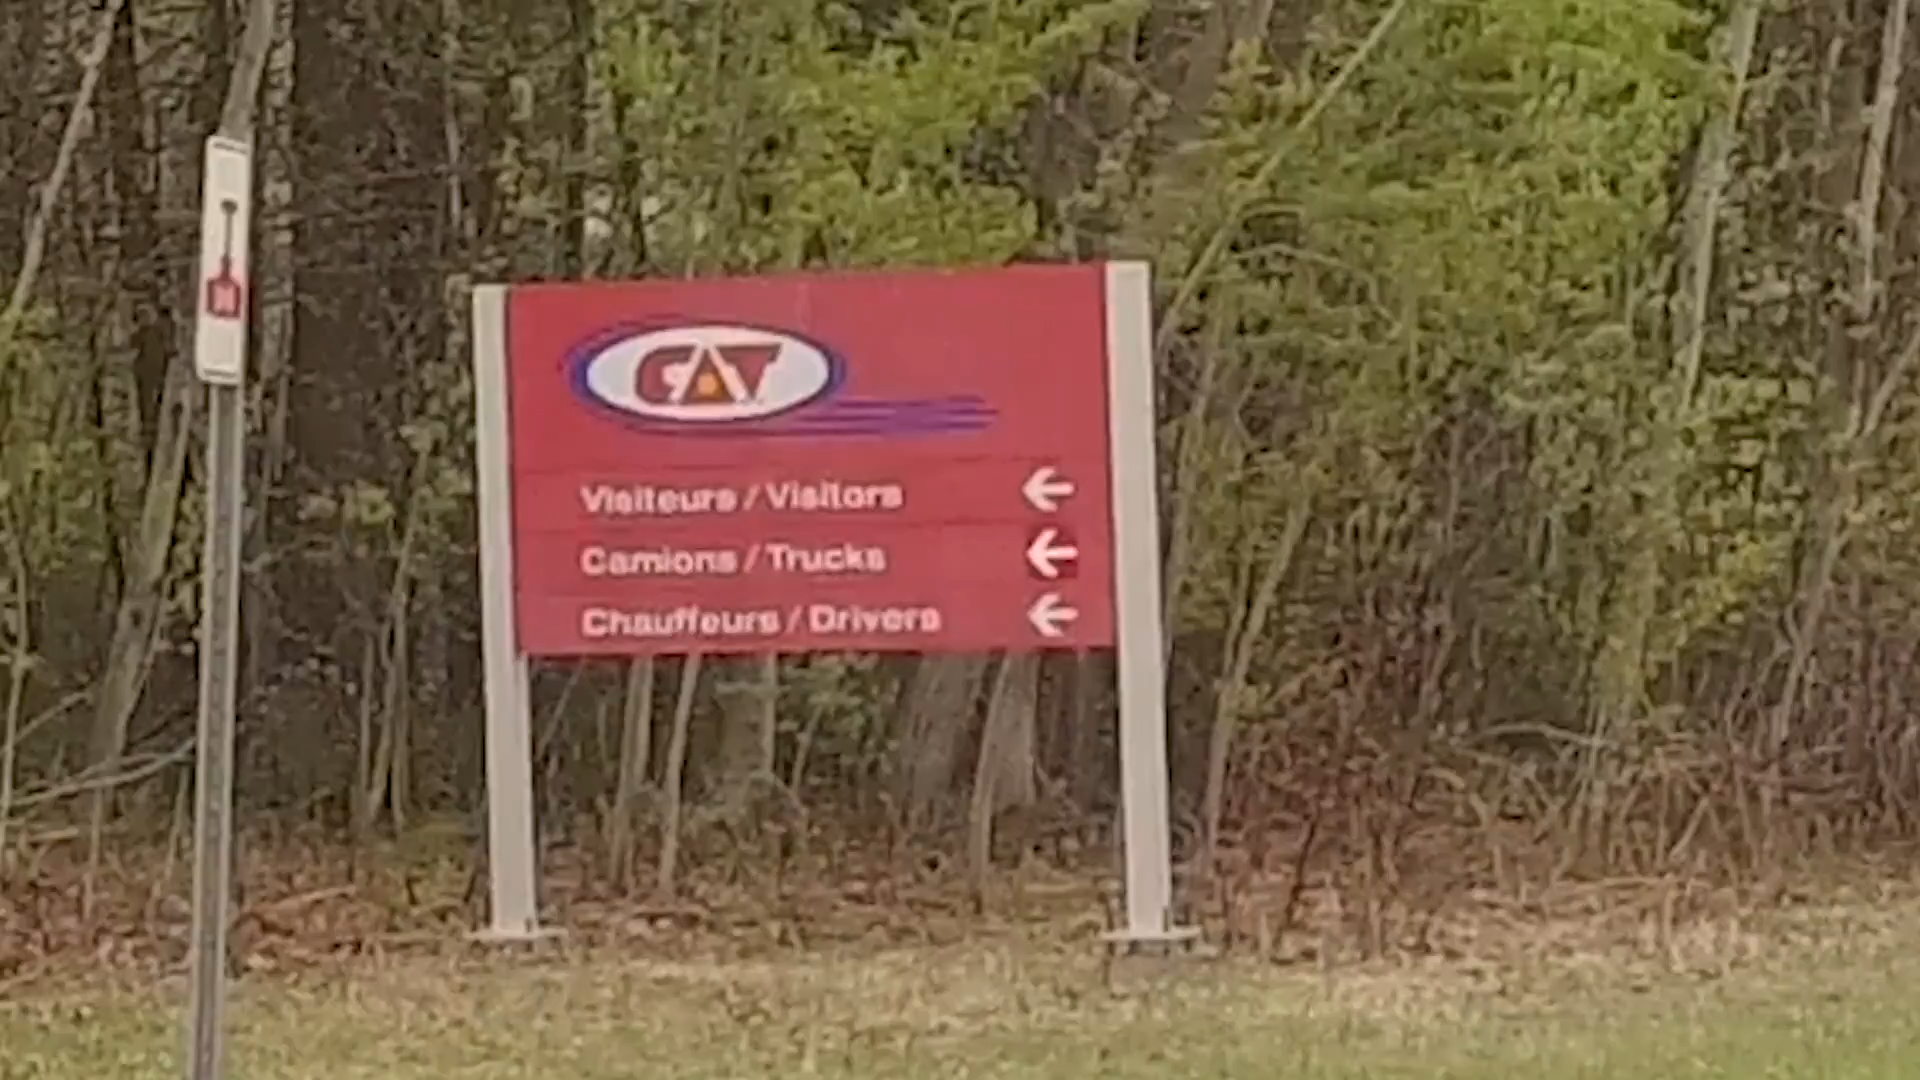 CAT
Visiteurs / Visitors ←
Camions / Trucks ←
Chauffeurs / Drivers ←